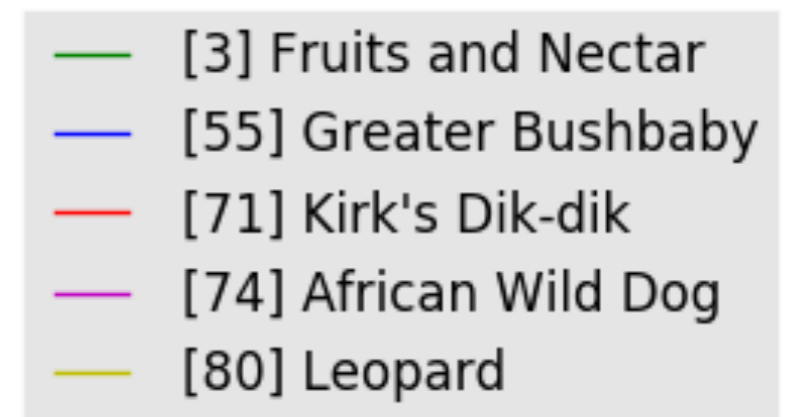 [3] Fruits and Nectar
[55] Greater Bushbaby
[71] Kirk's Dik-dik
[74] African Wild Dog
[80] Leopard